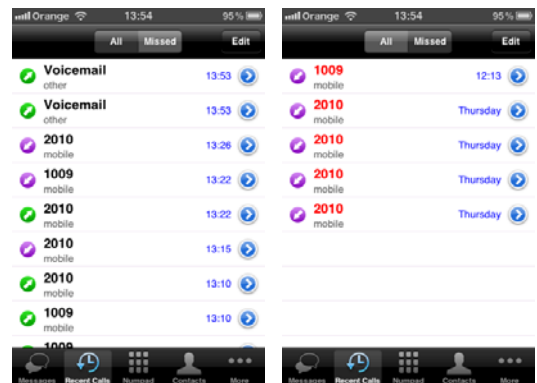 Orange 13:54 95%
All Missed Edit
Voicemail
other 13:53
Voicemail
other 13:53
2010
mobile 13:26
1009
mobile 13:22
2010
mobile 13:22
2010
mobile 13:15
2010
mobile 13:10
1009
mobile 13:10
1009
Messages Recent Calls Numpad Contacts More
Orange 13:54 95%
All Missed Edit
1009
mobile 12:13
2010
mobile Thursday
2010
mobile Thursday
2010
mobile Thursday
2010
mobile Thursday
Messages Recent Calls Numpad Contacts More